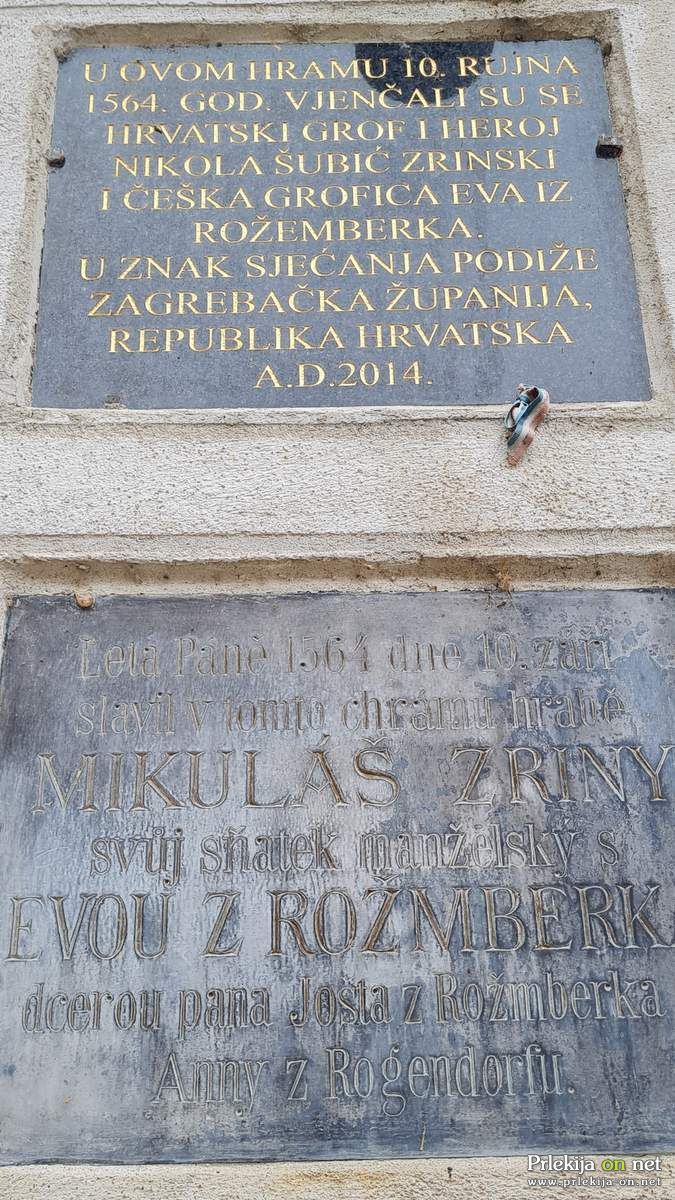 U OVOM HRAMU 10. RUJNA
1564. GOD. VJENČALI SU SE
HRVATSKI GROF I HEROJ
NIKOLA ŠUBIĆ ZRINSKI
I ČEŠKA GROFICA EVA IZ
ROŽEMBERKA.
U ZNAK SJEĆANJA PODIŽE
ZAGREBAČKA ŽUPANIJA,
REPUBLIKA HRVATSKA
A.D.2014.
Leta Páně 1564 dne 10. září
slavil v tomto chrámu hrabě
MIKULÁŠ ZRINY
svůj sňatek manželský s
EVOU Z ROŽMBERKA
dcerou pana Jošta z Rožmberka
Anny z Rogendorfu.
Prlekija on net
www.prlekija-on.net